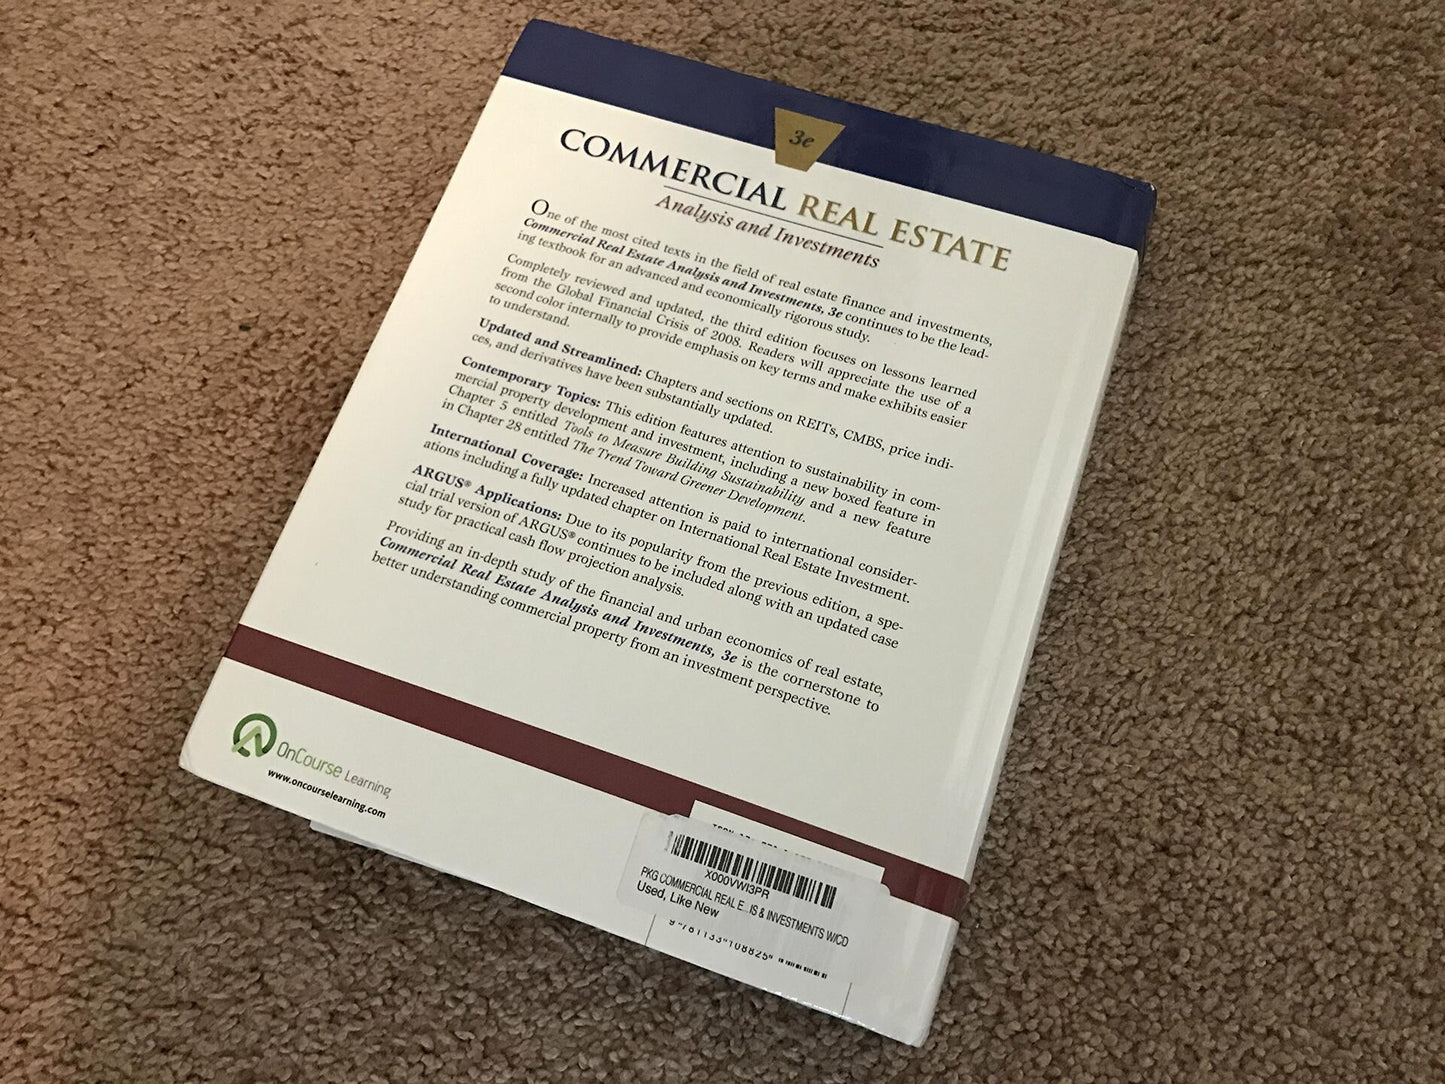 3e
COMMERCIAL REAL ESTATE
Analysis and Investments
One of the most cited texts in the field of real estate finance and investments,
Commercial Real Estate Analysis and Investments, 3e continues to be the lead-
ing textbook for an advanced and economically rigorous study.
Completely reviewed and updated, the third edition focuses on lessons learned
from the Global Financial Crisis of 2008. Readers will appreciate the use of a
second color internally to provide emphasis on key terms and make exhibits easier
to understand.
Updated and Streamlined: Chapters and sections on REITs, CMBS, price indi-
ces, and derivatives have been substantially updated.
Contemporary Topics: This edition features attention to sustainability in com-
mercial property development and investment, including a new boxed feature in
Chapter 5 entitled Tools to Measure Building Sustainability and a new feature
in Chapter 28 entitled The Trend Toward Greener Development.
International Coverage: Increased attention is paid to international consider-
ations including a fully updated chapter on International Real Estate Investment.
ARGUS® Applications: Due to its popularity from the previous edition, a spe-
cial trial version of ARGUS® continues to be included along with an updated case
study for practical cash flow projection analysis.
Providing an in-depth study of the financial and urban economics of real estate,
Commercial Real Estate Analysis and Investments, 3e is the cornerstone to
better understanding commercial property from an investment perspective.
OnCourse Learning
www.oncourselearning.com
X000VWI3PR
PKG COMMERCIAL REAL E...IS & INVESTMENTS W/CD
Used, Like New
9 781133 108825